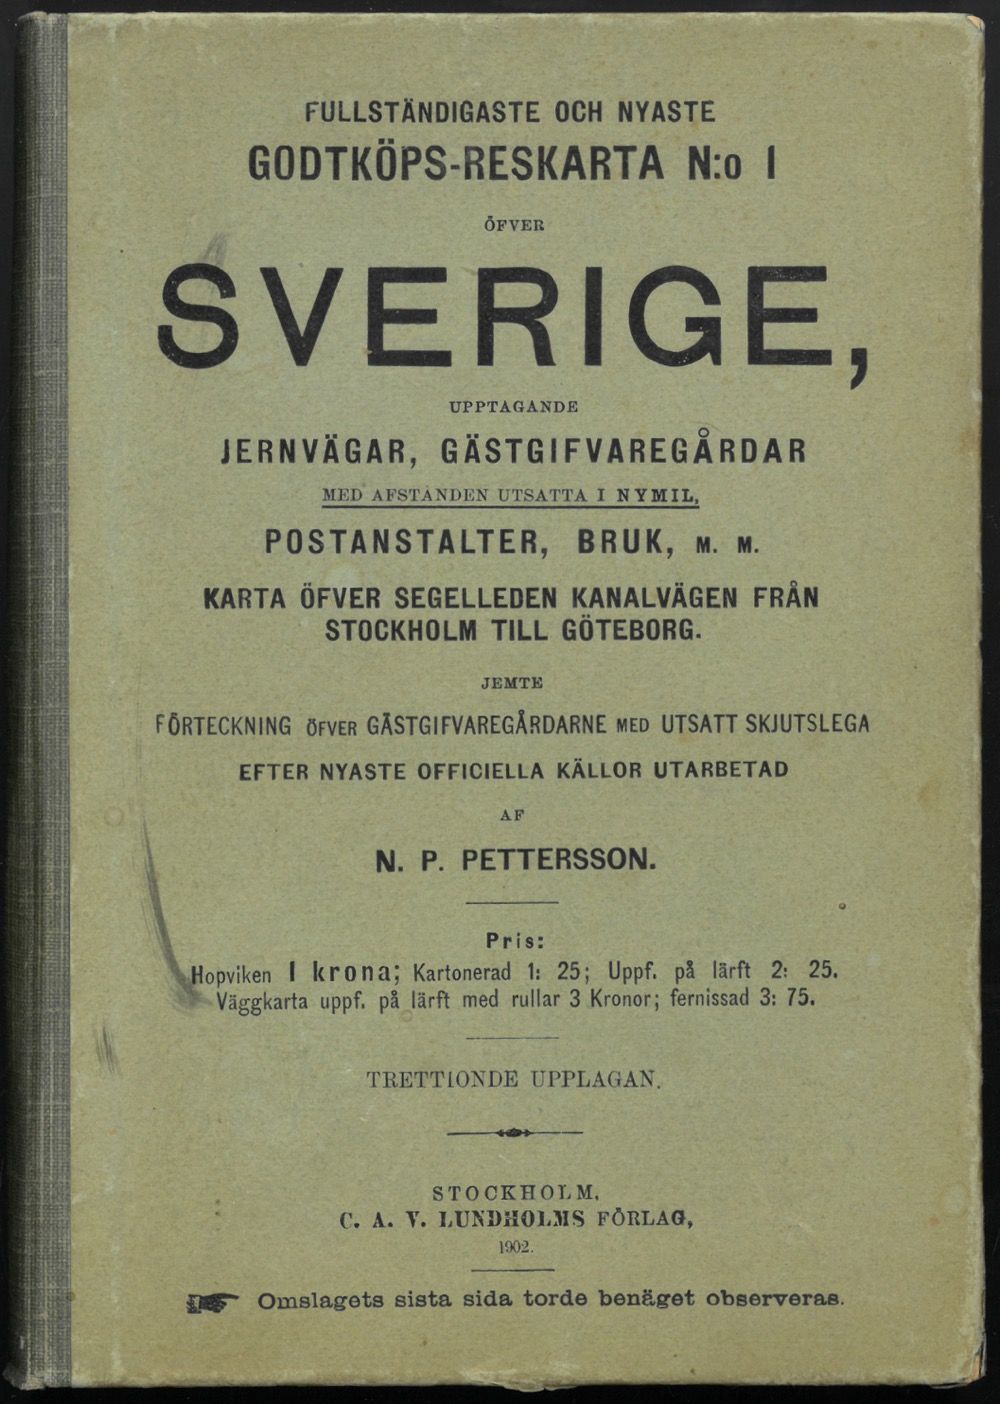 FULLSTÄNDIGASTE OCH NYASTE
GODTKÖPS-RESKARTA N:o I
ÖFVER
SVERIGE,
UPPTAGANDE
JERNVÄGAR, GÄSTGIFVAREGÅRDAR
MED AFSTÅNDEN UTSATTA I NYMIL,
POSTANSTALTER, BRUK, M. M.
KARTA ÖFVER SEGELLEDEN KANALVÄGEN FRÅN
STOCKHOLM TILL GÖTEBORG.
JEMTE
FÖRTECKNING ÖFVER GÄSTGIFVAREGÅRDARNE MED UTSATT SKJUTSLEGA
EFTER NYASTE OFFICIELLA KÄLLOR UTARBETAD
AF
N. P. PETTERSSON.
Pris:
Hopviken I krona; Kartonerad 1: 25; Uppf. på lärft 2: 25.
Väggkarta uppf. på lärft med rullar 3 Kronor; fernissad 3: 75.
TRETTIONDE UPPLAGAN.
STOCKHOLM,
C. A. V. LUNDHOLMS FÖRLAG,
1902.
Omslagets sista sida torde benäget observeras.